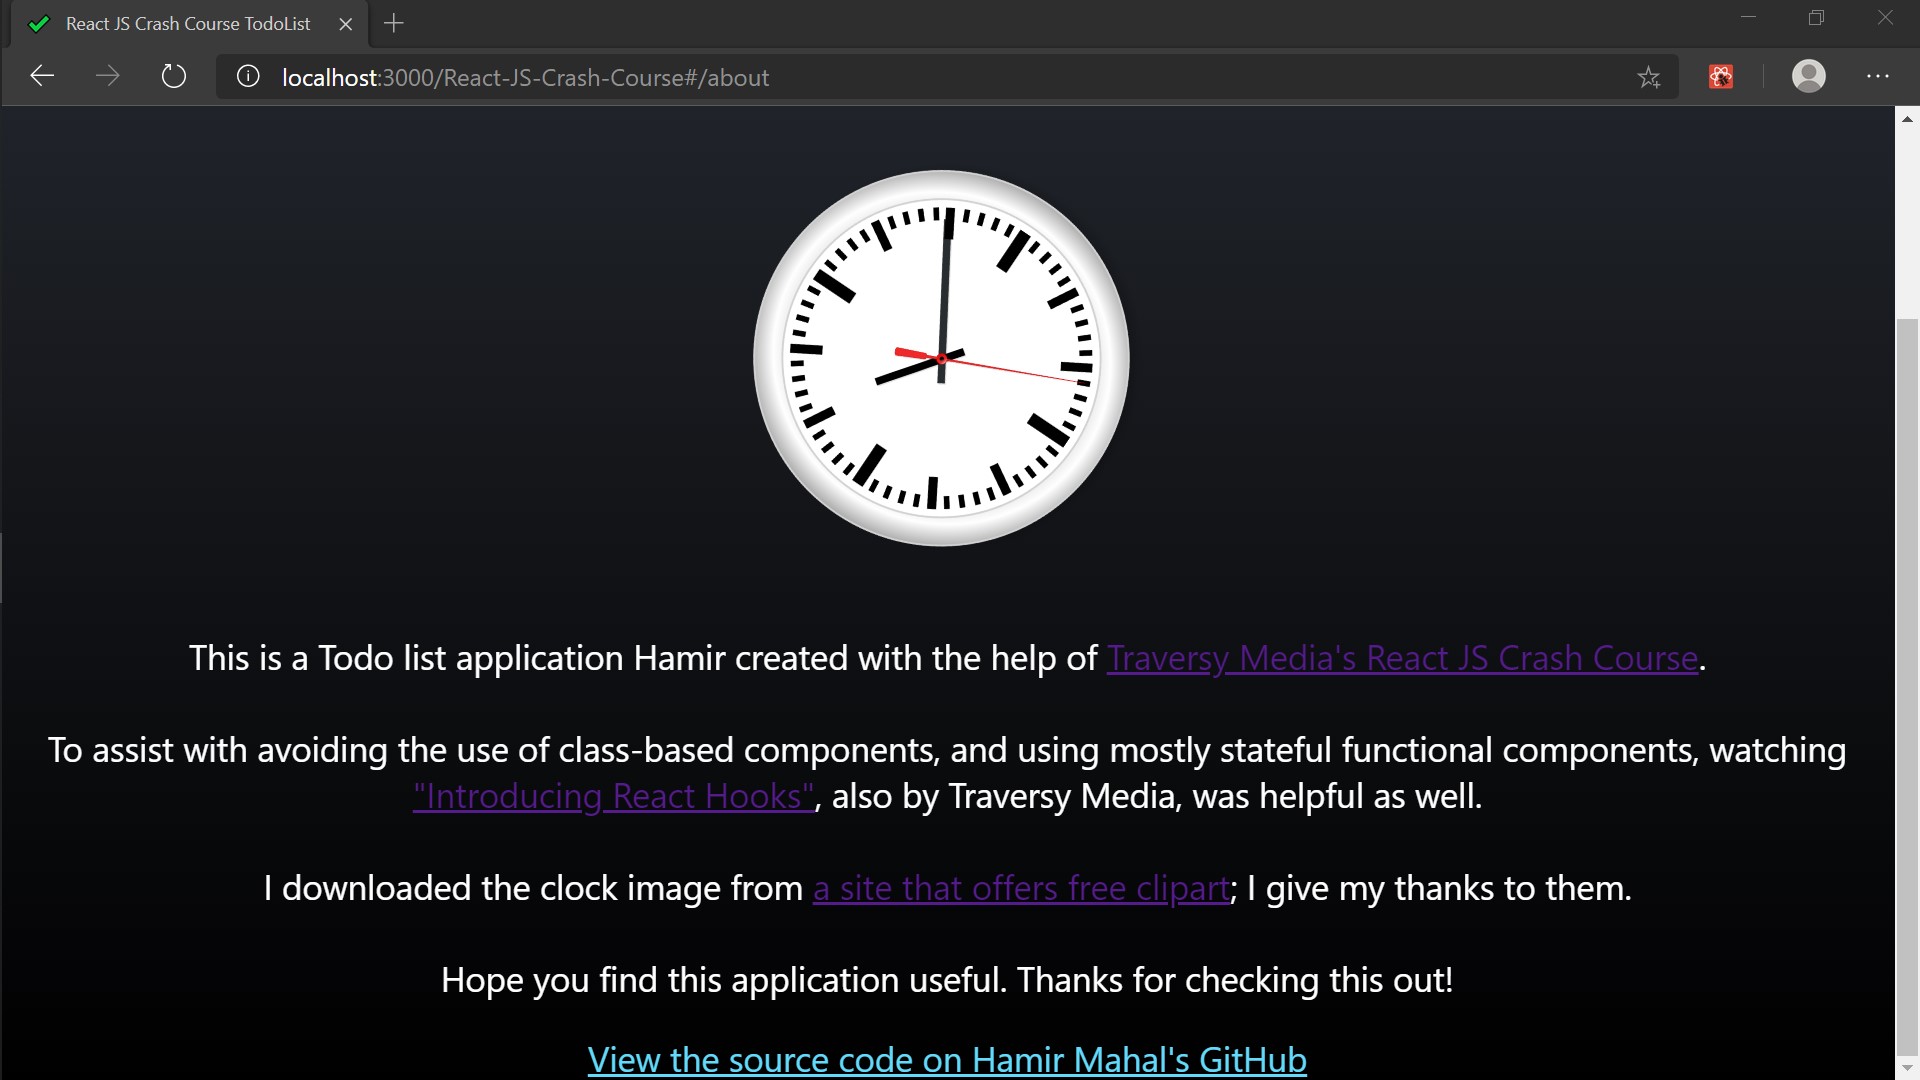 React JS Crash Course TodoList
localhost:3000/React-JS-Crash-Course#/about
This is a Todo list application Hamir created with the help of Traversy Media's React JS Crash Course.
To assist with avoiding the use of class-based components, and using mostly stateful functional components, watching
"Introducing React Hooks", also by Traversy Media, was helpful as well.
I downloaded the clock image from a site that offers free clipart; I give my thanks to them.
Hope you find this application useful. Thanks for checking this out!
View the source code on Hamir Mahal's GitHub